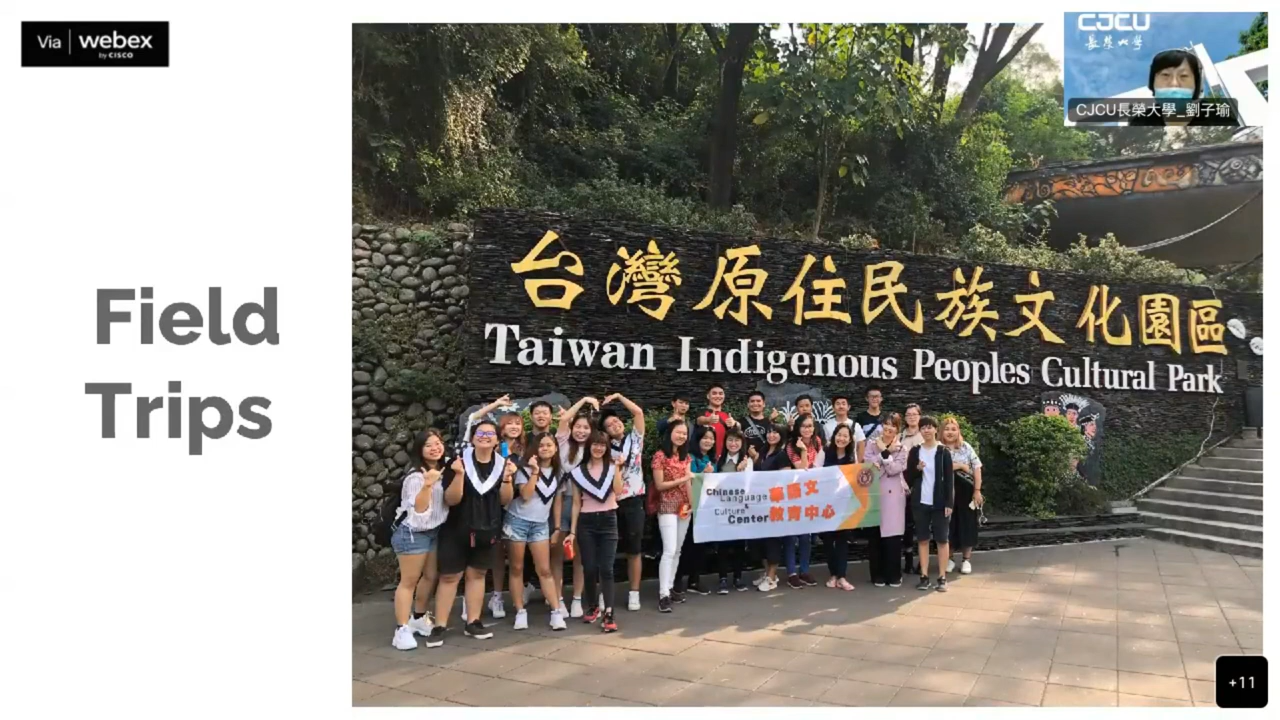 Via | webex
by CISCO
CJCU
長榮大學
CJCU長榮大學_劉子瑜
Field
Trips
台灣原住民族文化園區
Taiwan Indigenous Peoples Cultural Park
Chinese
Language
&
Culture
Center
華語文
教育中心
+11